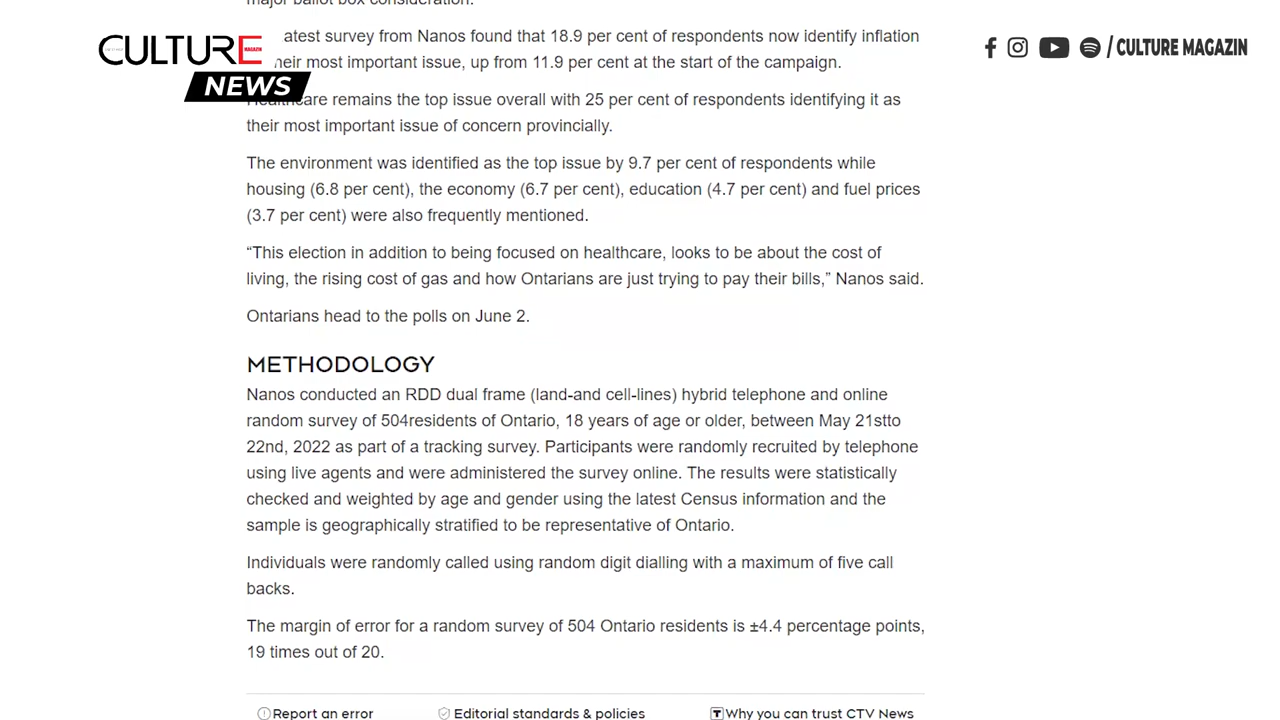 major ballot box consideration.
CULTURE
MAGAZIN
NEWS
/ CULTURE MAGAZIN
atest survey from Nanos found that 18.9 per cent of respondents now identify inflation
heir most important issue, up from 11.9 per cent at the start of the campaign.
Healthcare remains the top issue overall with 25 per cent of respondents identifying it as
their most important issue of concern provincially.
The environment was identified as the top issue by 9.7 per cent of respondents while
housing (6.8 per cent), the economy (6.7 per cent), education (4.7 per cent) and fuel prices
(3.7 per cent) were also frequently mentioned.
“This election in addition to being focused on healthcare, looks to be about the cost of
living, the rising cost of gas and how Ontarians are just trying to pay their bills,” Nanos said.
Ontarians head to the polls on June 2.
METHODOLOGY
Nanos conducted an RDD dual frame (land-and cell-lines) hybrid telephone and online
random survey of 504residents of Ontario, 18 years of age or older, between May 21stto
22nd, 2022 as part of a tracking survey. Participants were randomly recruited by telephone
using live agents and were administered the survey online. The results were statistically
checked and weighted by age and gender using the latest Census information and the
sample is geographically stratified to be representative of Ontario.
Individuals were randomly called using random digit dialling with a maximum of five call
backs.
The margin of error for a random survey of 504 Ontario residents is ±4.4 percentage points,
19 times out of 20.
Report an error
Editorial standards & policies
Why you can trust CTV News